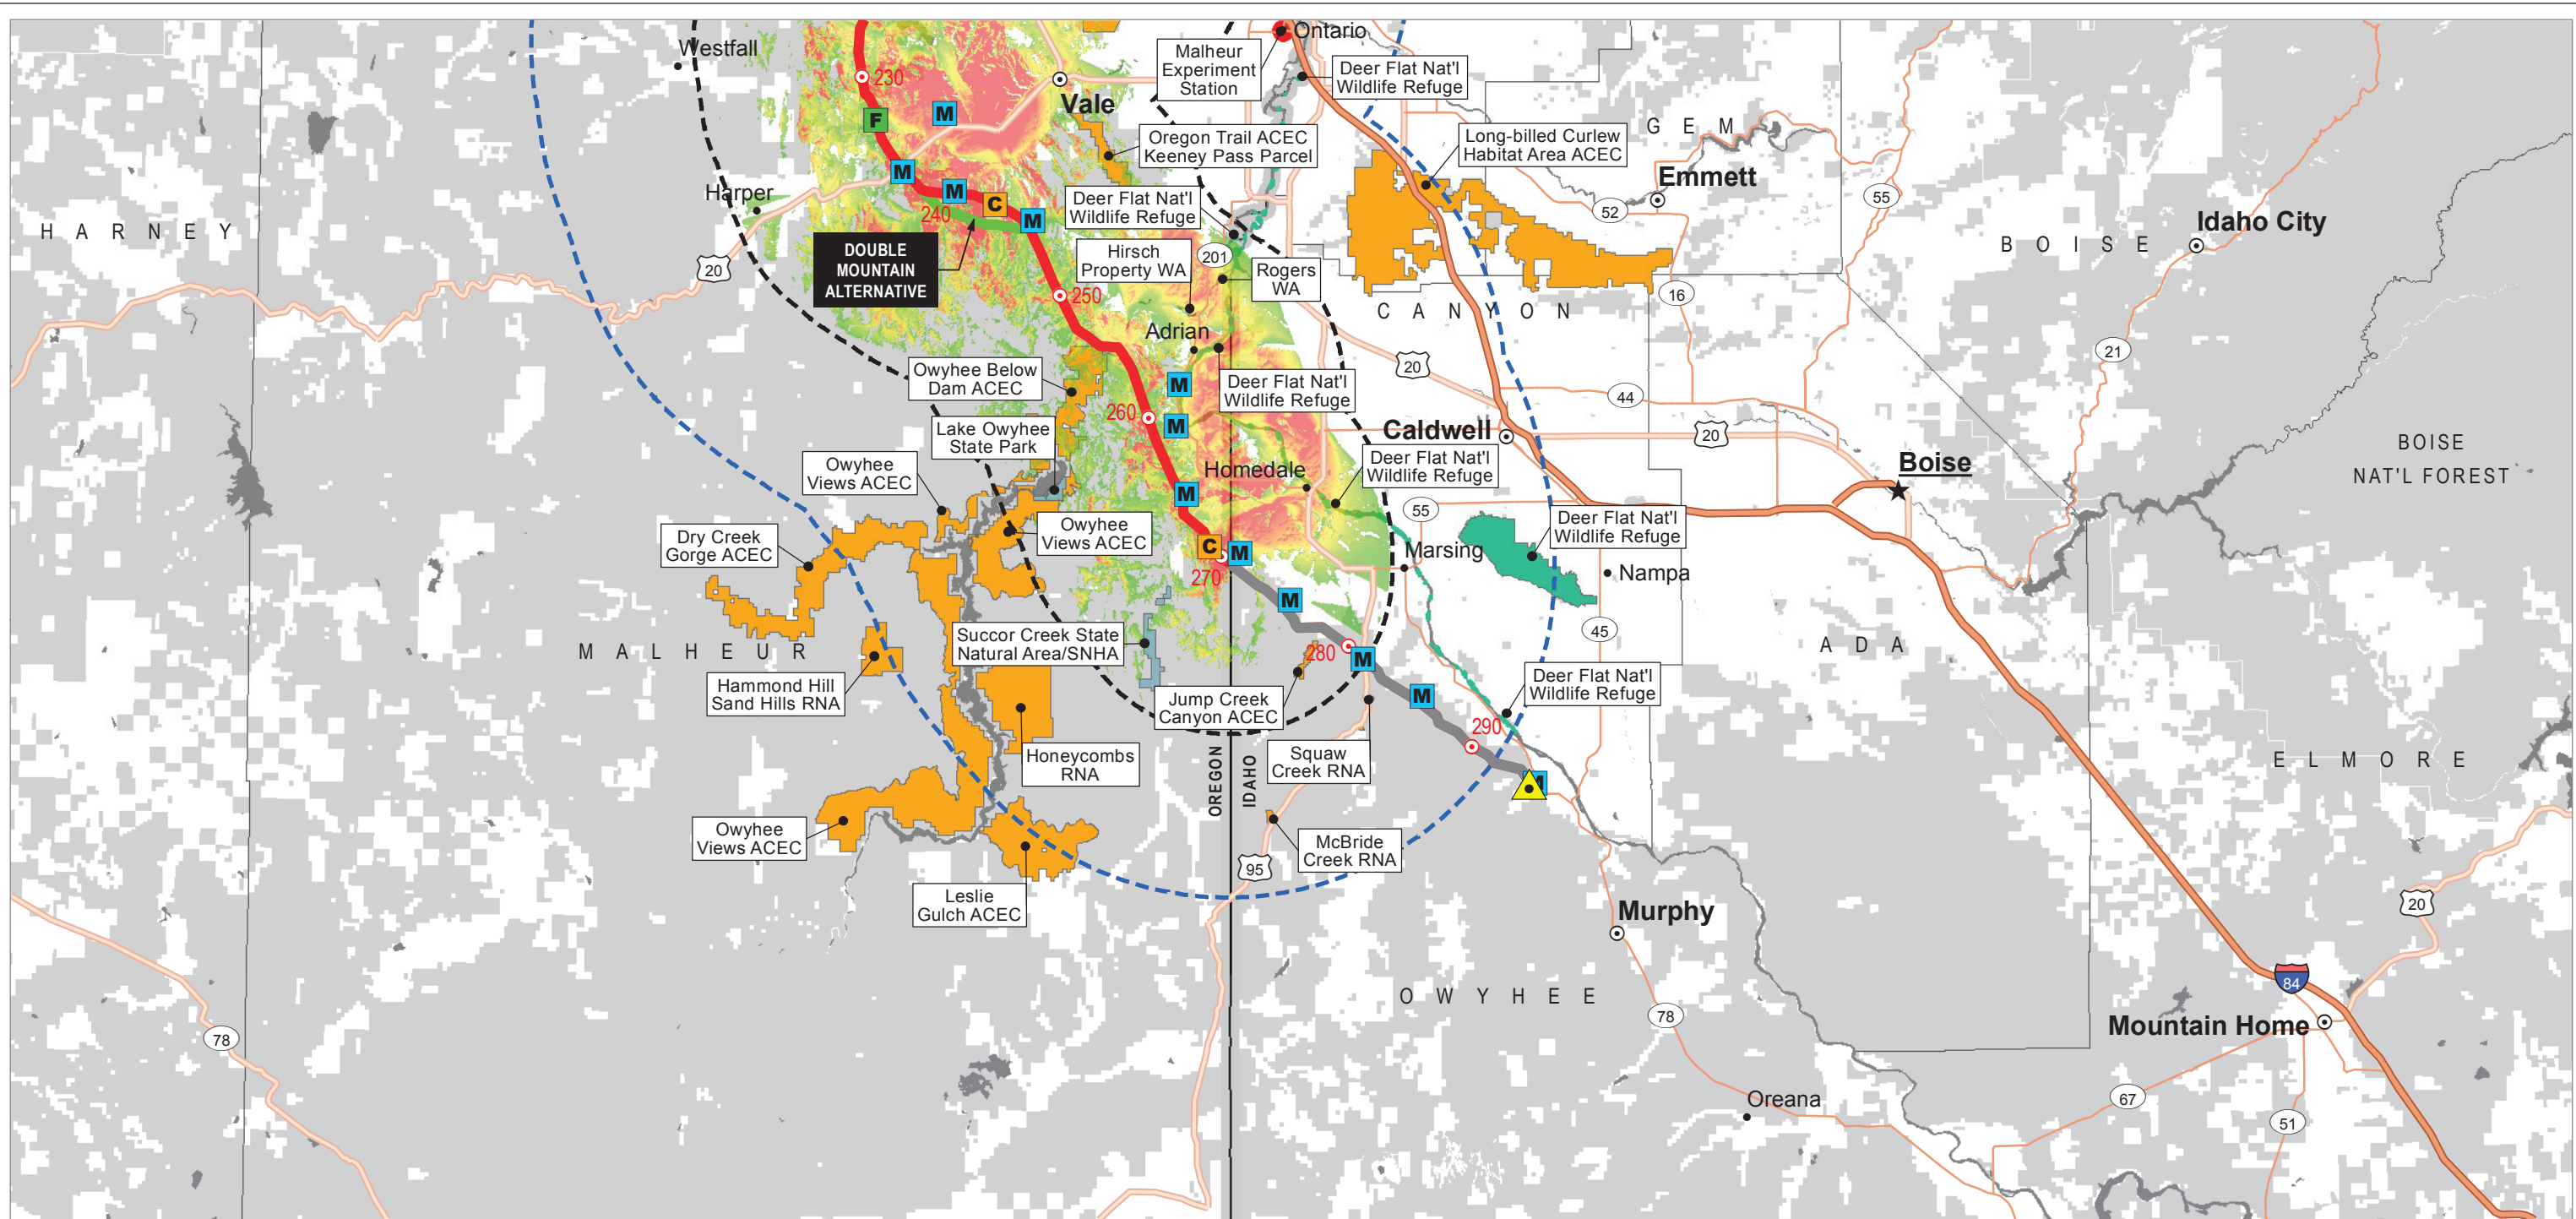 Westfall
230
F
M
Vale
Malheur
Experiment
Station
Ontario
Deer Flat Nat'l
Wildlife Refuge
Oregon Trail ACEC
Keeney Pass Parcel
Long-billed Curlew
Habitat Area ACEC
G E M
Emmett
52
55
Idaho City
B O I S E
H A R N E Y
Harper
20
M
M
C
M
240
DOUBLE
MOUNTAIN
ALTERNATIVE
Deer Flat Nat'l
Wildlife Refuge
201
Hirsch
Property WA
Rogers
WA
250
Adrian
C A N Y O N
16
21
20
44
Owyhee Below
Dam ACEC
M
Deer Flat Nat'l
Wildlife Refuge
260
M
Lake Owyhee
State Park
Caldwell
20
Boise
BOISE
NAT'L FOREST
Homedale
Deer Flat Nat'l
Wildlife Refuge
Owyhee
Views ACEC
M
55
Owyhee
Views ACEC
Dry Creek
Gorge ACEC
C
M
270
Marsing
Deer Flat Nat'l
Wildlife Refuge
Nampa
M
45
M A L H E U R
Succor Creek State
Natural Area/SNHA
280
M
A D A
Hammond Hill
Sand Hills RNA
Jump Creek
Canyon ACEC
M
Deer Flat Nat'l
Wildlife Refuge
290
Honeycombs
RNA
OREGON
IDAHO
Squaw
Creek RNA
E L M O R E
Owyhee
Views ACEC
McBride
Creek RNA
95
Leslie
Gulch ACEC
Murphy
20
O W Y H E E
84
78
78
Mountain Home
Oreana
67
51